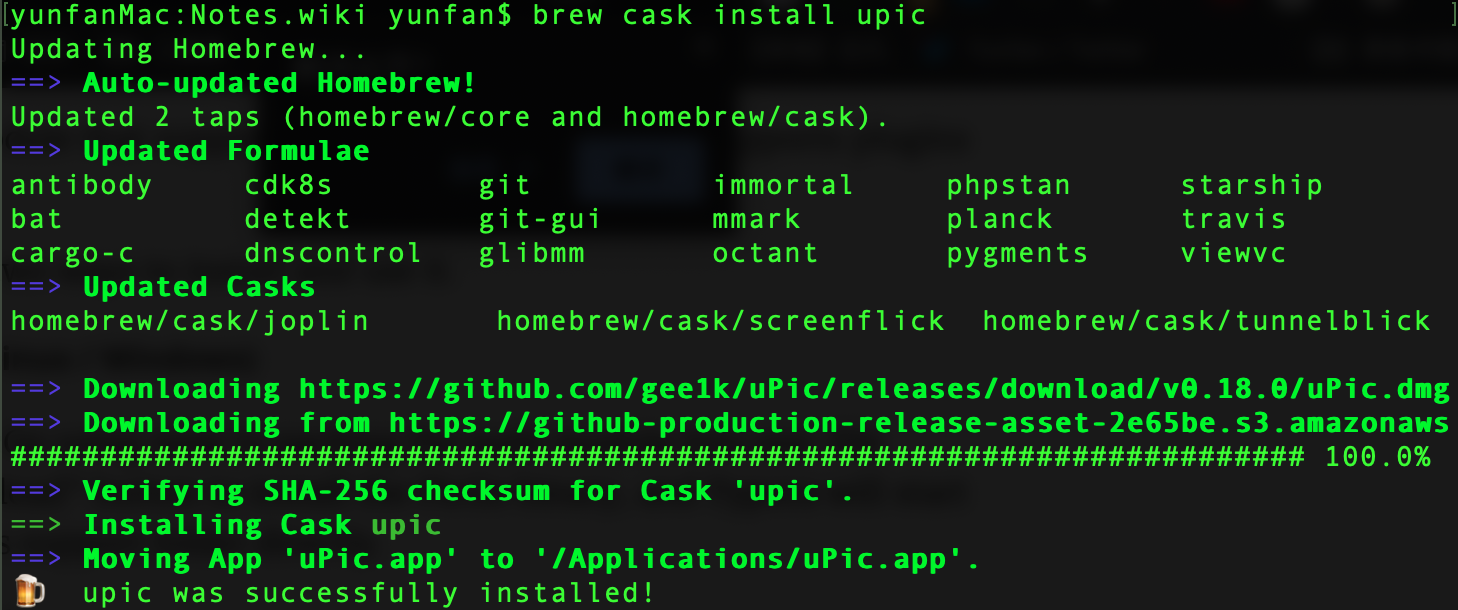 [yunfanMac:Notes.wiki yunfan$ brew cask install upic ]
Updating Homebrew...
==> Auto-updated Homebrew!
Updated 2 taps (homebrew/core and homebrew/cask).
==> Updated Formulae
antibody cdk8s git immortal phpstan starship
bat detekt git-gui mmark planck travis
cargo-c dnscontrol glibmm octant pygments viewvc
==> Updated Casks
homebrew/cask/joplin homebrew/cask/screenflick homebrew/cask/tunnelblick
==> Downloading https://github.com/gee1k/uPic/releases/download/v0.18.0/uPic.dmg
==> Downloading from https://github-production-release-asset-2e65be.s3.amazonaws
######################################################################## 100.0%
==> Verifying SHA-256 checksum for Cask 'upic'.
==> Installing Cask upic
==> Moving App 'uPic.app' to '/Applications/uPic.app'.
🍺 upic was successfully installed!